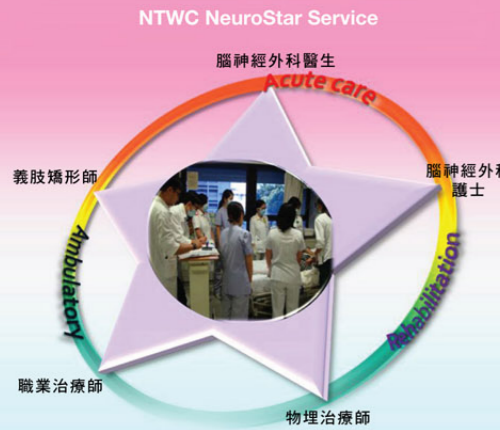 NTWC NeuroStar Service
腦神經外科醫生
Acute care
義肢矯形師
腦神經外科
護士
Ambulatory
Rehabilitation
職業治療師
物埋治療師